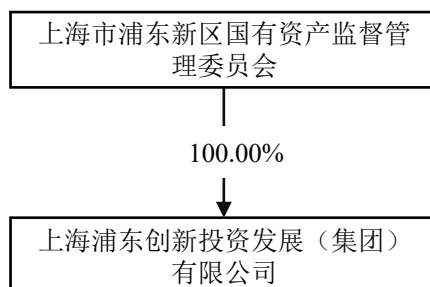 上海市浦东新区国有资产监督管
理委员会
100.00%
上海浦东创新投资发展（集团）
有限公司